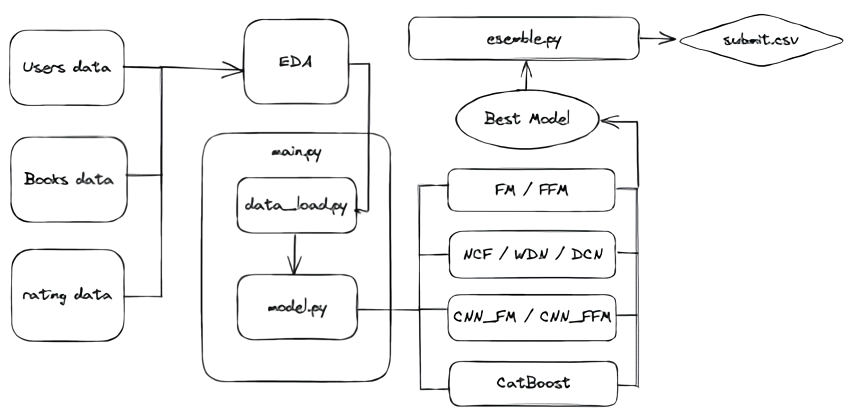 Users data
Books data
rating data
EDA
main.py
data_load.py
model.py
FM / FFM
NCF / WDN / DCN
CNN_FM / CNN_FFM
CatBoost
Best Model
esemble.py
submit.csv